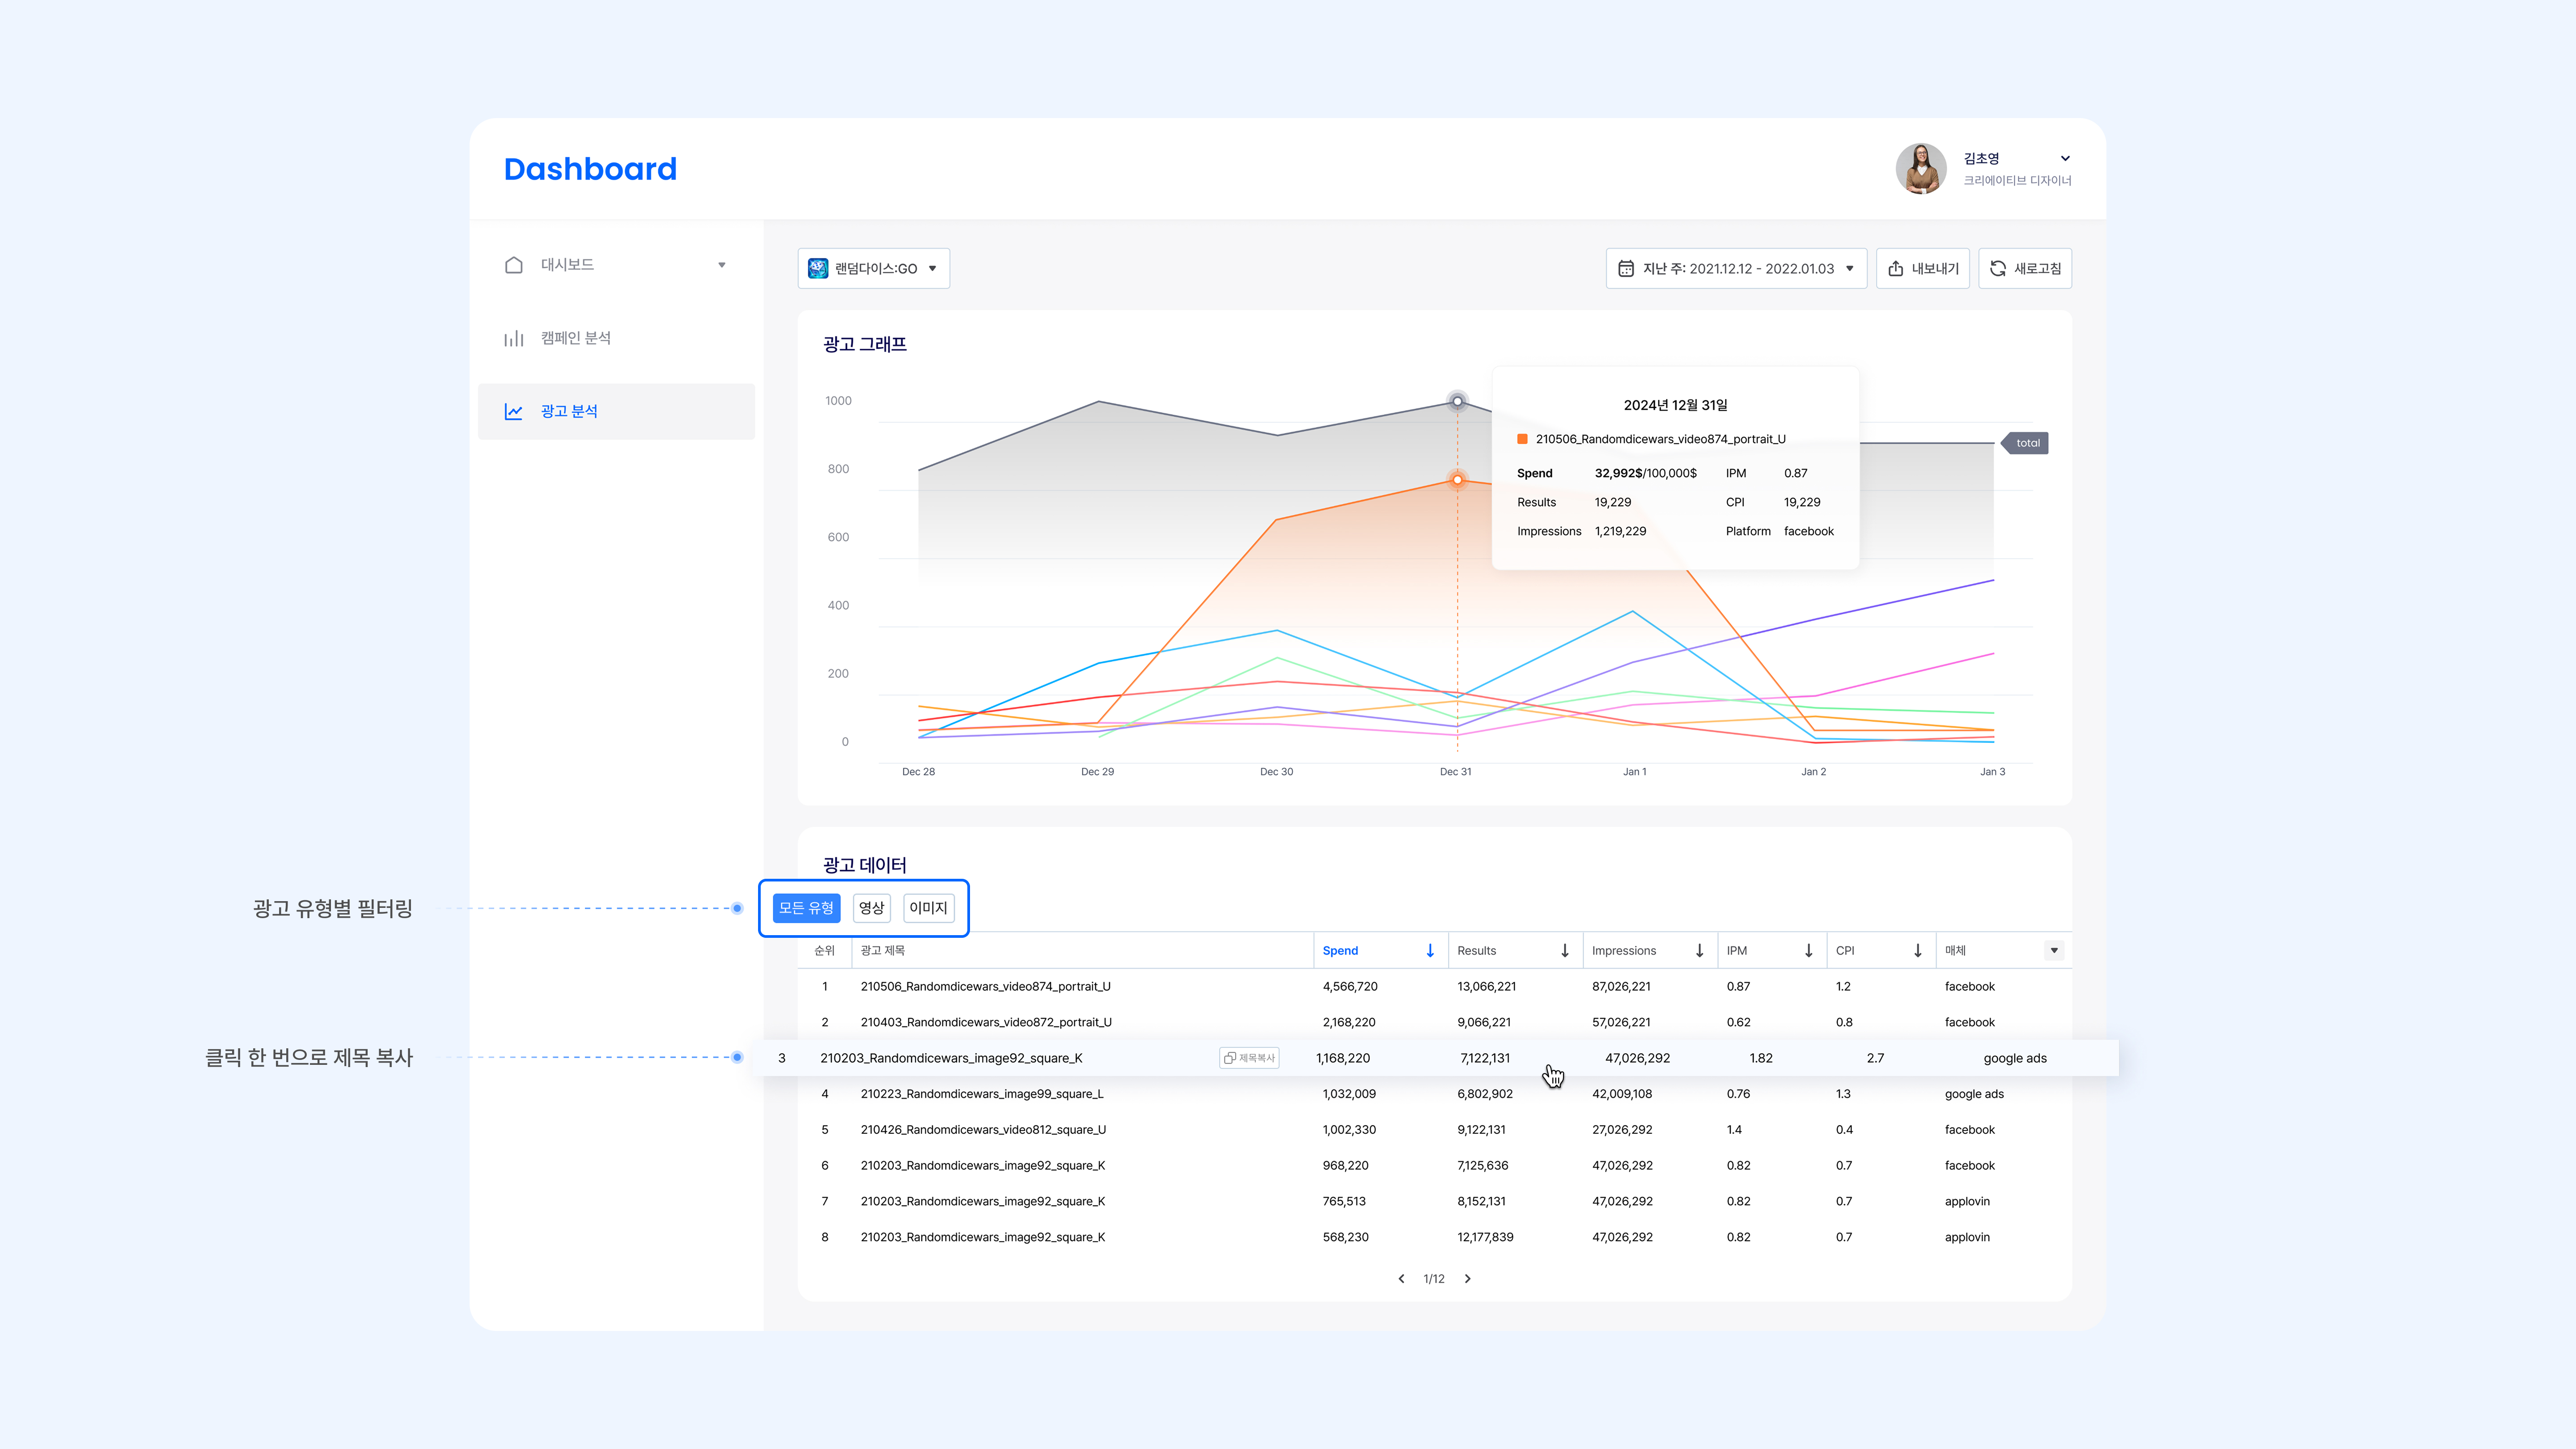 Dashboard
김초영
크리에이티브 디자이너
대시보드
캠페인 분석
광고 분석
랜덤다이스:GO
지난 주: 2021.12.12 - 2022.01.03
내보내기
새로고침
광고 그래프
1000
800
600
400
200
0
2024년 12월 31일
210506_Randomdicewars_video874_portrait_U
Spend 32,992$/100,000$ IPM 0.87
Results 19,229 CPI 19,229
Impressions 1,219,229 Platform facebook
total
Dec 28 Dec 29 Dec 30 Dec 31 Jan 1 Jan 2 Jan 3
광고 데이터
광고 유형별 필터링
모든 유형 영상 이미지
순위 광고 제목 Spend Results Impressions IPM CPI 매체
1 210506_Randomdicewars_video874_portrait_U 4,566,720 13,066,221 87,026,221 0.87 1.2 facebook
2 210403_Randomdicewars_video872_portrait_U 2,168,220 9,066,221 57,026,221 0.62 0.8 facebook
클릭 한 번으로 제목 복사
3 210203_Randomdicewars_image92_square_K 제목복사 1,168,220 7,122,131 47,026,292 1.82 2.7 google ads
4 210223_Randomdicewars_image99_square_L 1,032,009 6,802,902 42,009,108 0.76 1.3 google ads
5 210426_Randomdicewars_video812_square_U 1,002,330 9,122,131 27,026,292 1.4 0.4 facebook
6 210203_Randomdicewars_image92_square_K 968,220 7,125,636 47,026,292 0.82 0.7 facebook
7 210203_Randomdicewars_image92_square_K 765,513 8,152,131 47,026,292 0.82 0.7 applovin
8 210203_Randomdicewars_image92_square_K 568,230 12,177,839 47,026,292 0.82 0.7 applovin
1/12